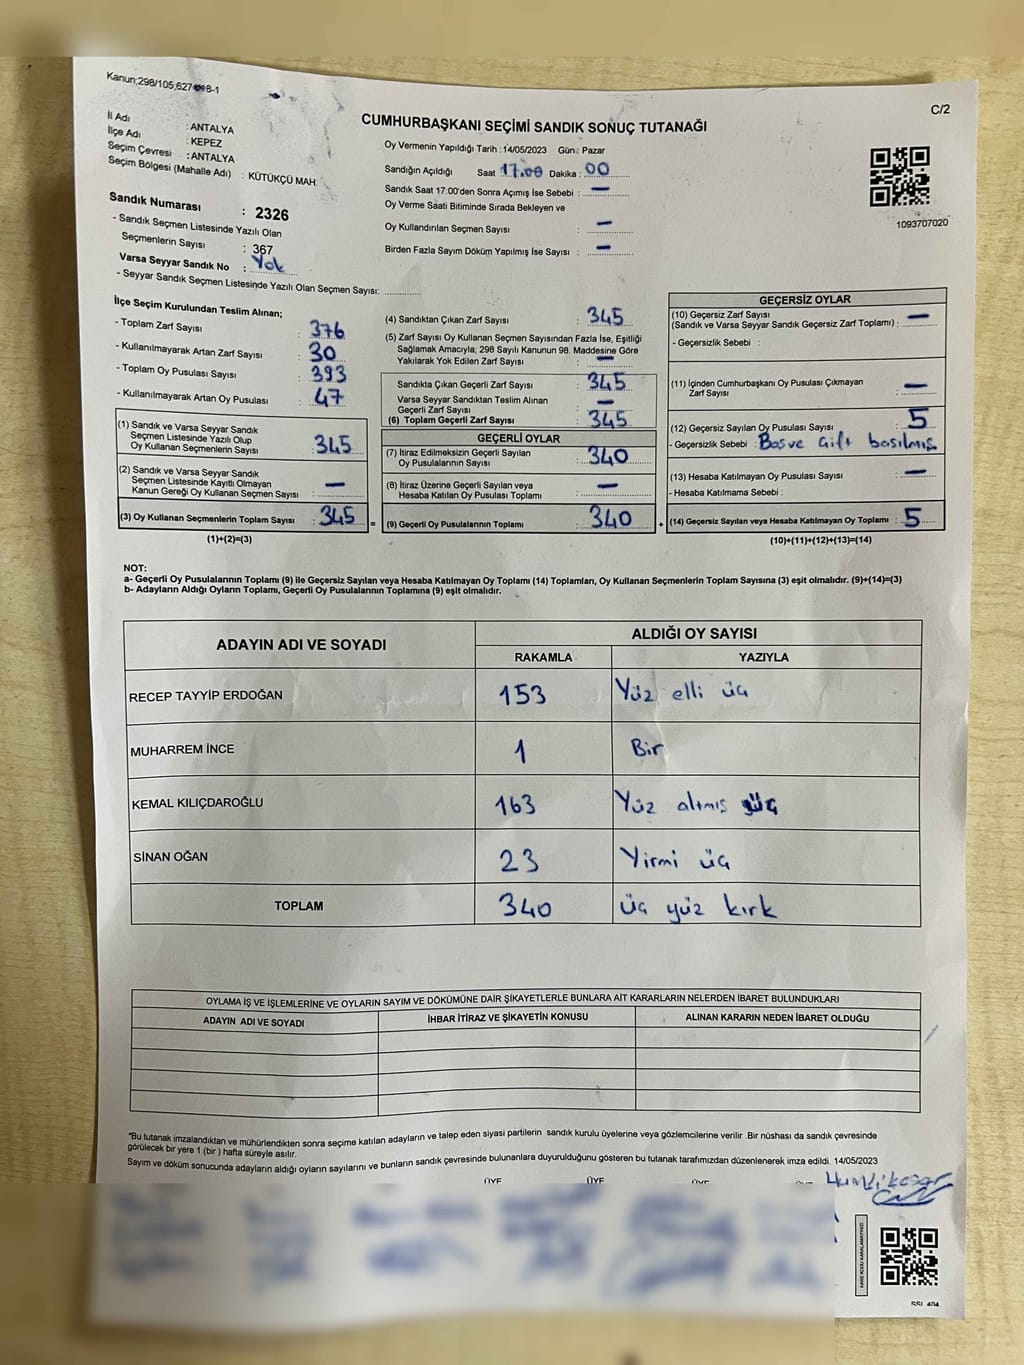 Kanun:298/105,627 18-1
C/2
CUMHURBAŞKANI SEÇİMİ SANDIK SONUÇ TUTANAĞI
İl Adı : ANTALYA
İlçe Adı : KEPEZ
Seçim Çevresi : ANTALYA
Seçim Bölgesi (Mahalle Adı) : KÜTÜKÇÜ MAH.
Sandık Numarası : 2326
- Sandık Seçmen Listesinde Yazılı Olan
Seçmenlerin Sayısı : 367
Varsa Seyyar Sandık No : Yok
- Seyyar Sandık Seçmen Listesinde Yazılı Olan Seçmen Sayısı:
Oy Vermenin Yapıldığı Tarih : 14/05/2023 Gün : Pazar
Sandığın Açıldığı Saat 17.00 Dakika : 00
Sandık Saat 17:00'den Sonra Açımış İse Sebebi : —
Oy Verme Saati Bitiminde Sırada Bekleyen ve
Oy Kullandırılan Seçmen Sayısı : —
Birden Fazla Sayım Döküm Yapılmış İse Sayısı : —
1093707020
İlçe Seçim Kurulundan Teslim Alınan;
- Toplam Zarf Sayısı : 376
- Kullanılmayarak Artan Zarf Sayısı : 30
- Toplam Oy Pusulası Sayısı : 393
- Kullanılmayarak Artan Oy Pusulası : 47
(1) Sandık ve Varsa Seyyar Sandık
Seçmen Listesinde Yazılı Olup
Oy Kullanan Seçmenlerin Sayısı : 345
(2) Sandık ve Varsa Seyyar Sandık
Seçmen Listesinde Kayıtlı Olmayan
Kanun Gereği Oy Kullanan Seçmen Sayısı : —
(3) Oy Kullanan Seçmenlerin Toplam Sayısı : 345 =
(1)+(2)=(3)
(4) Sandıktan Çıkan Zarf Sayısı : 345
(5) Zarf Sayısı Oy Kullanan Seçmen Sayısından Fazla İse, Eşitliği
Sağlamak Amacıyla; 298 Sayılı Kanunun 98. Maddesine Göre
Yakılarak Yok Edilen Zarf Sayısı : —
Sandıkta Çıkan Geçerli Zarf Sayısı : 345
Varsa Seyyar Sandıktan Teslim Alınan
Geçerli Zarf Sayısı : —
(6) Toplam Geçerli Zarf Sayısı : 345
GEÇERLİ OYLAR
(7) İtiraz Edilmeksizin Geçerli Sayılan
Oy Pusulalarının Sayısı : 340
(8) İtiraz Üzerine Geçerli Sayılan veya
Hesaba Katılan Oy Pusulası Toplamı : —
(9) Geçerli Oy Pusulalarının Toplamı : 340 +
GEÇERSİZ OYLAR
(10) Geçersiz Zarf Sayısı
(Sandık ve Varsa Seyyar Sandık Geçersiz Zarf Toplamı) : —
- Geçersizlik Sebebi :
(11) İçinden Cumhurbaşkanı Oy Pusulası Çıkmayan
Zarf Sayısı : —
(12) Geçersiz Sayılan Oy Pusulası Sayısı : 5
- Geçersizlik Sebebi : Boş ve çift basılmış
(13) Hesaba Katılmayan Oy Pusulası Sayısı : —
- Hesaba Katılmama Sebebi :
(14) Geçersiz Sayılan veya Hesaba Katılmayan Oy Toplamı : 5
(10)+(11)+(12)+(13)=(14)
NOT:
a- Geçerli Oy Pusulalarının Toplamı (9) ile Geçersiz Sayılan veya Hesaba Katılmayan Oy Toplamı (14) Toplamları, Oy Kullanan Seçmenlerin Toplam Sayısına (3) eşit olmalıdır. (9)+(14)=(3)
b- Adayların Aldığı Oyların Toplamı, Geçerli Oy Pusulalarının Toplamına (9) eşit olmalıdır.
ADAYIN ADI VE SOYADI ALDIĞI OY SAYISI
RAKAMLA YAZIYLA
RECEP TAYYİP ERDOĞAN 153 Yüz elli üç
MUHARREM İNCE 1 Bir
KEMAL KILIÇDAROĞLU 163 Yüz altmış üç
SİNAN OĞAN 23 Yirmi üç
TOPLAM 340 üç yüz kırk
OYLAMA İŞ VE İŞLEMLERİNE VE OYLARIN SAYIM VE DÖKÜMÜNE DAİR ŞİKAYETLERLE BUNLARA AİT KARARLARIN NELERDEN İBARET BULUNDUKLARI
ADAYIN ADI VE SOYADI İHBAR İTİRAZ VE ŞİKAYETİN KONUSU ALINAN KARARIN NEDEN İBARET OLDUĞU
*Bu tutanak imzalandıktan ve mühürlendikten sonra seçime katılan adayların ve talep eden siyasi partilerin sandık kurulu üyelerine veya gözlemcilerine verilir .Bir nüshası da sandık çevresinde
görülecek bir yere 1 (bir ) hafta süreyle asılır.
Sayım ve döküm sonucunda adayların aldığı oyların sayılarını ve bunların sandık çevresinde bulunanlara duyurulduğunu gösteren bu tutanak tarafımızdan düzenlenerek imza edildi. 14/05/2023
ÜYE ÜYE